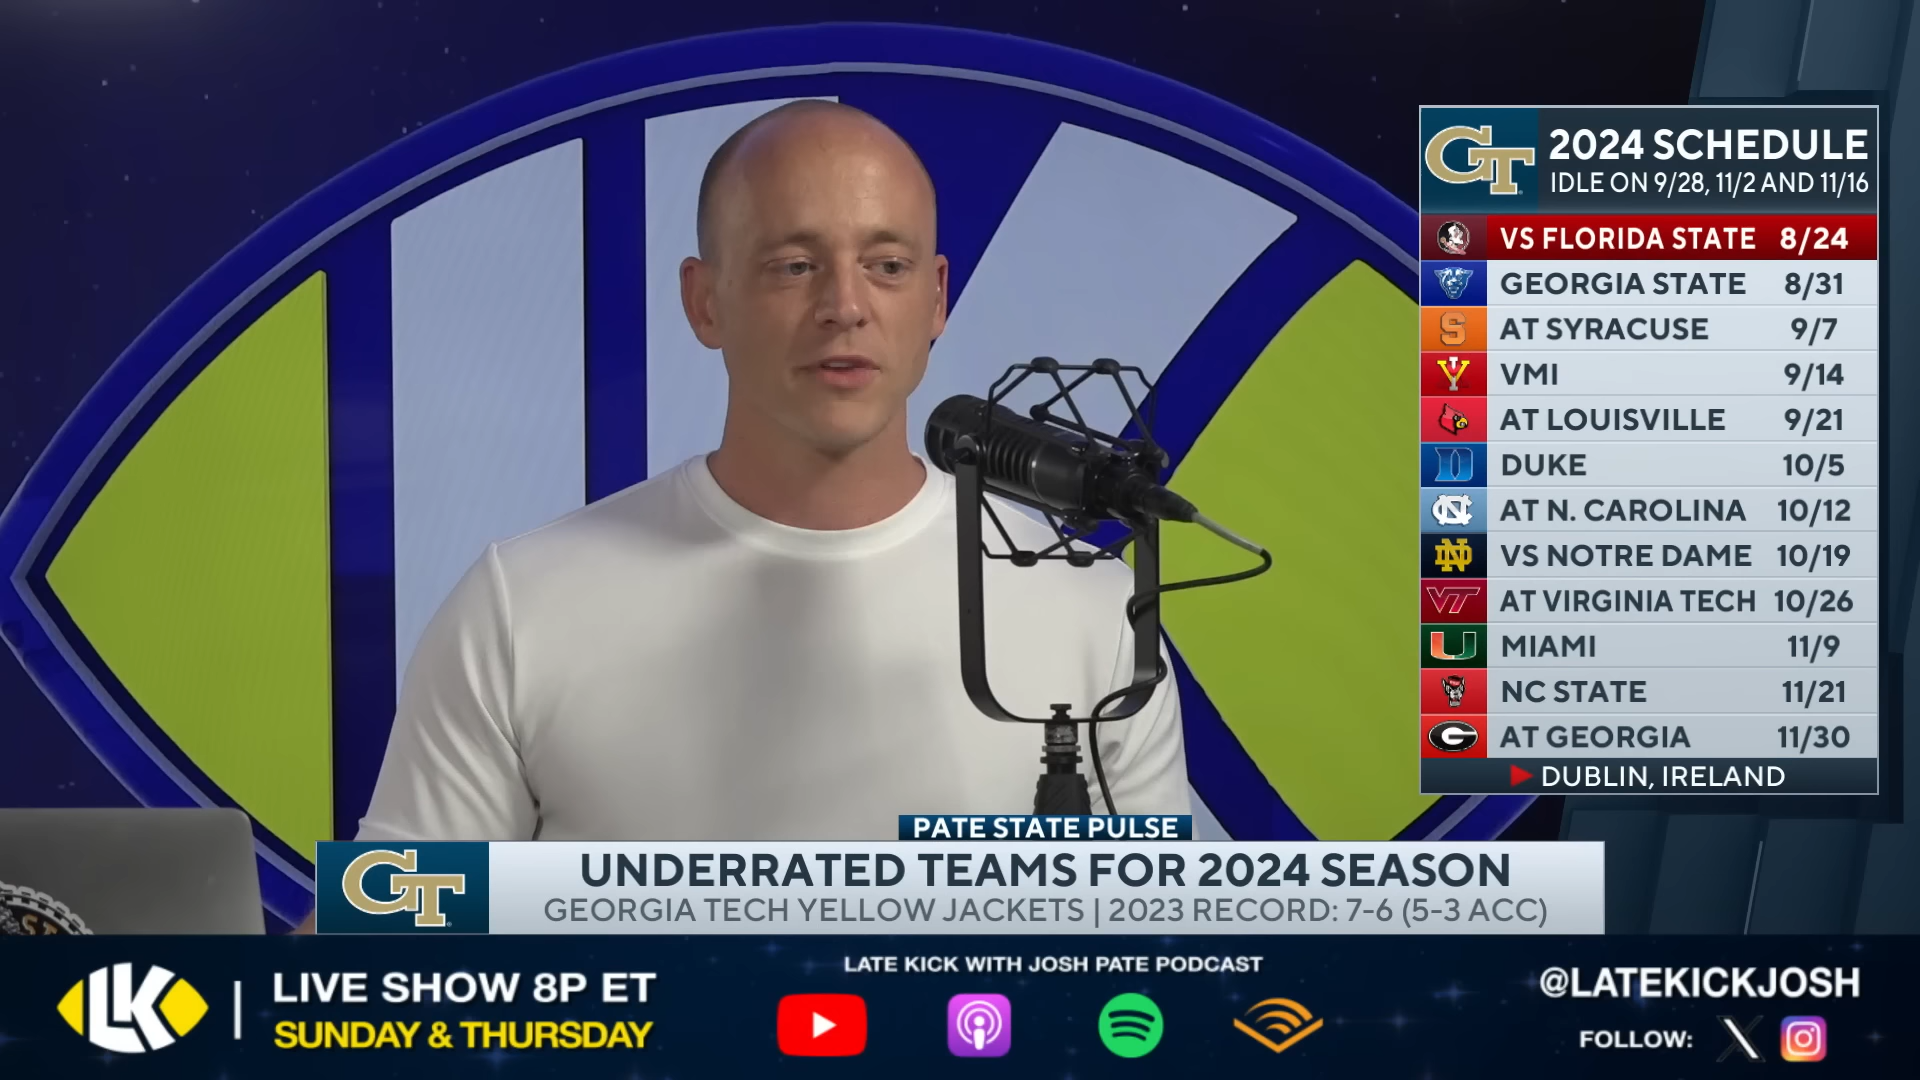 GT 2024 SCHEDULE
IDLE ON 9/28, 11/2 AND 11/16
VS FLORIDA STATE 8/24
GEORGIA STATE 8/31
S AT SYRACUSE 9/7
VMI 9/14
AT LOUISVILLE 9/21
D DUKE 10/5
NC AT N. CAROLINA 10/12
ND VS NOTRE DAME 10/19
VT AT VIRGINIA TECH 10/26
U MIAMI 11/9
NC STATE 11/21
G AT GEORGIA 11/30
DUBLIN, IRELAND
PATE STATE PULSE
GT UNDERRATED TEAMS FOR 2024 SEASON
GEORGIA TECH YELLOW JACKETS | 2023 RECORD: 7-6 (5-3 ACC)
LK LIVE SHOW 8P ET
SUNDAY & THURSDAY
LATE KICK WITH JOSH PATE PODCAST
@LATEKICKJOSH
FOLLOW: X